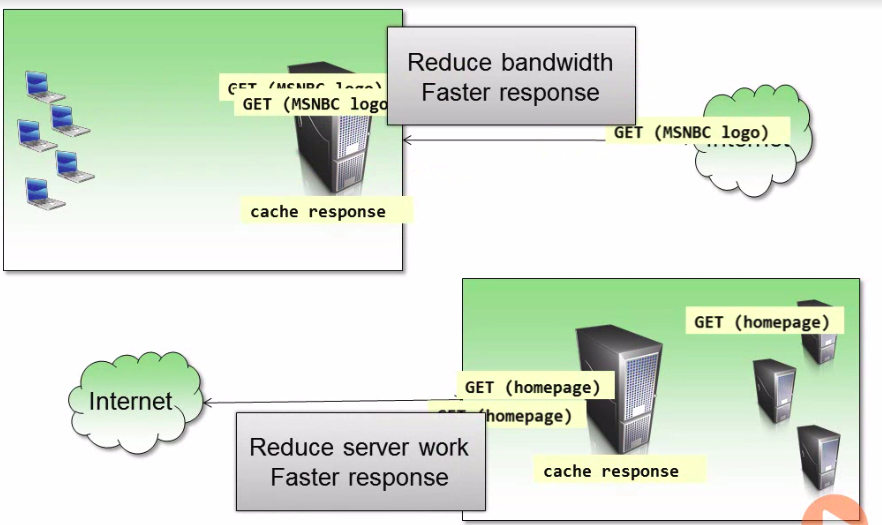 Reduce bandwidth
Faster response
GET (MSNBC logo)
GET (MSNBC logo
GET (MSNBC logo)
Internet
cache response
GET (homepage)
GET (homepage)
GET (homepage)
Internet
Reduce server work
Faster response
cache response